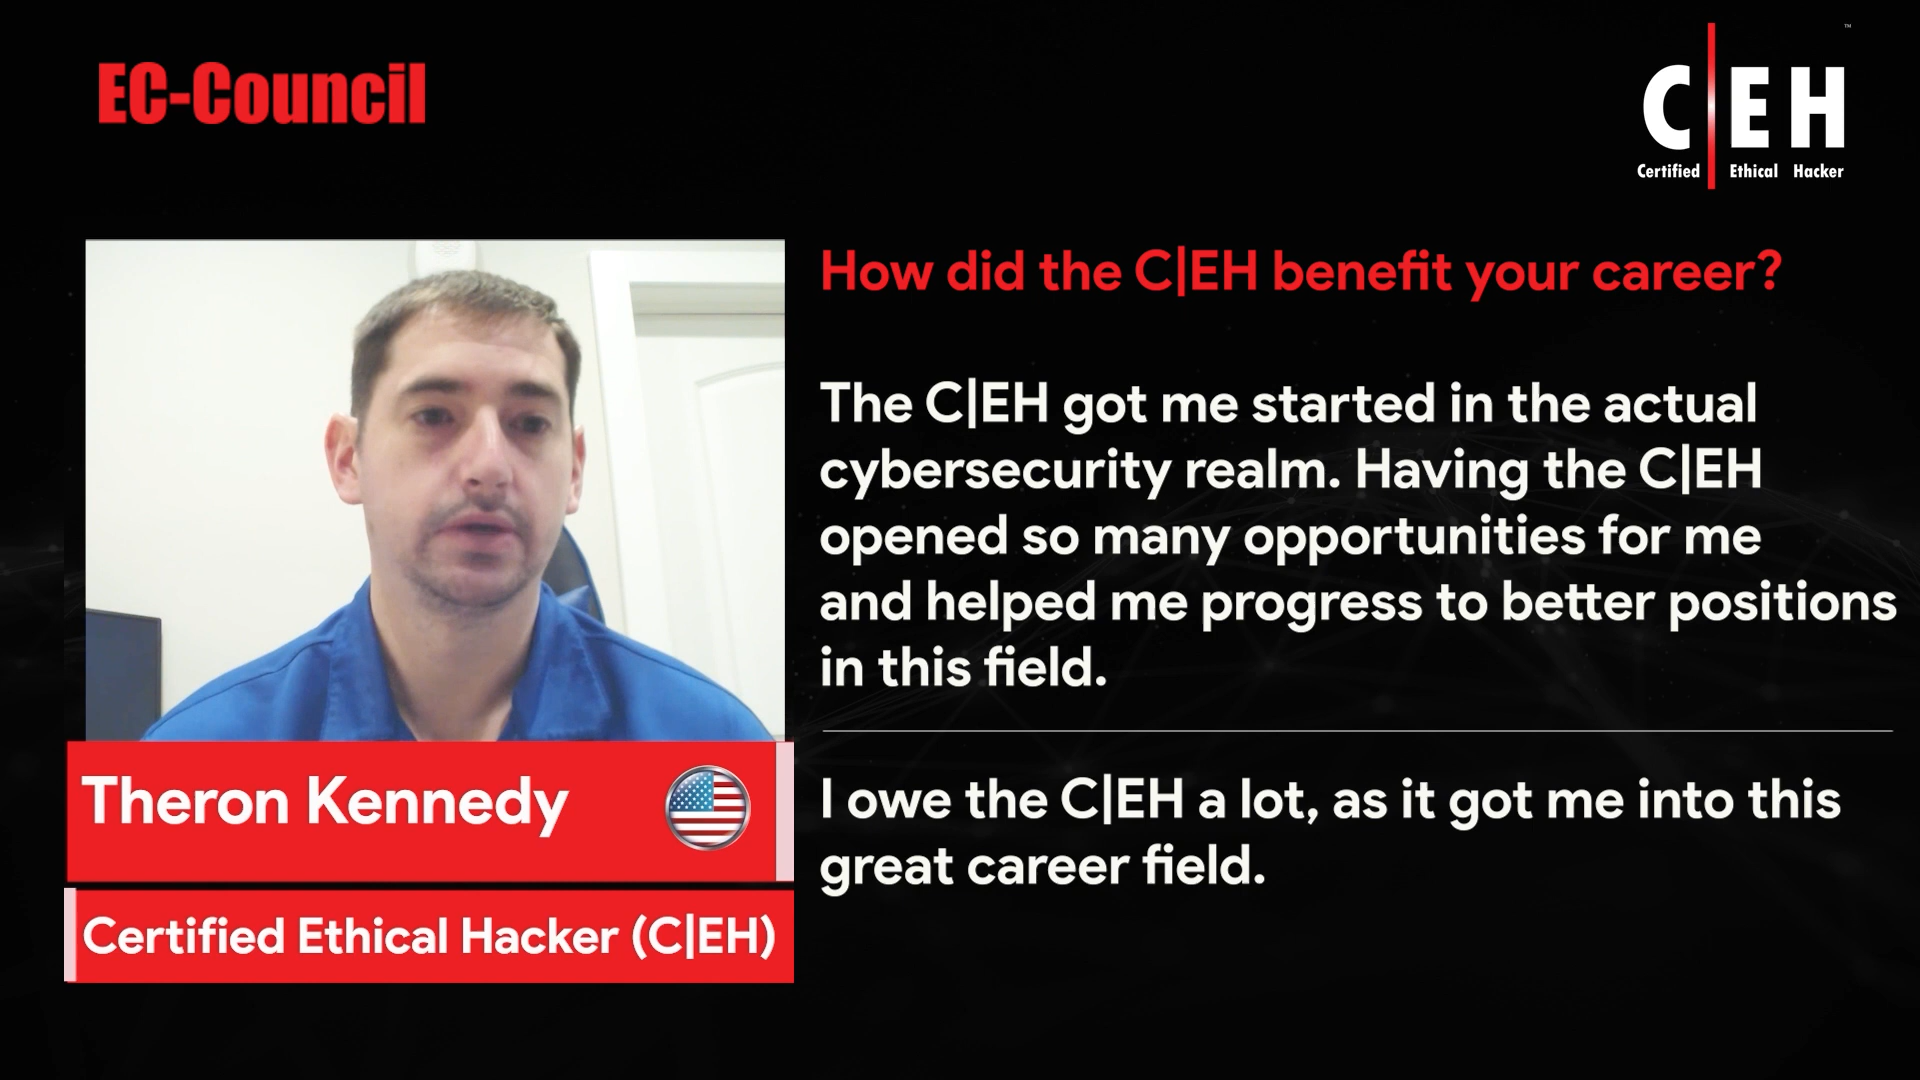 EC-Council
™
C|EH
Certified Ethical Hacker
How did the C|EH benefit your career?
The C|EH got me started in the actual
cybersecurity realm. Having the C|EH
opened so many opportunities for me
and helped me progress to better positions
in this field.
I owe the C|EH a lot, as it got me into this
great career field.
Theron Kennedy
Certified Ethical Hacker (C|EH)